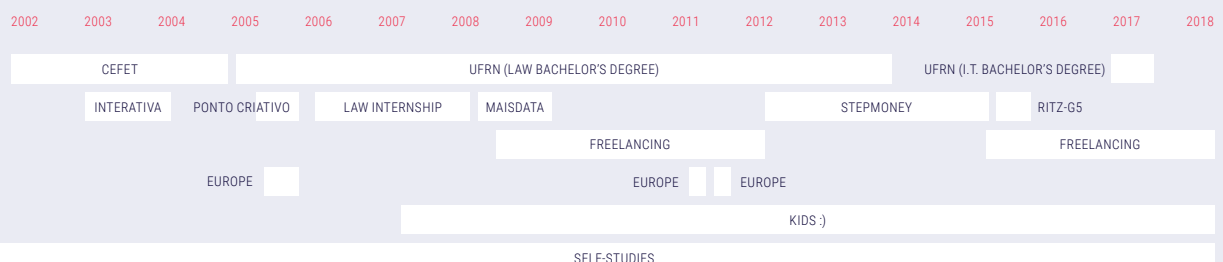 2002 2003 2004 2005 2006 2007 2008 2009 2010 2011 2012 2013 2014 2015 2016 2017 2018
CEFET UFRN (LAW BACHELOR'S DEGREE) UFRN (I.T. BACHELOR'S DEGREE)
INTERATIVA PONTO CRIATIVO LAW INTERNSHIP MAISDATA STEPMONEY RITZ-G5
FREELANCING FREELANCING
EUROPE EUROPE EUROPE
KIDS :)
SELF-STUDIES